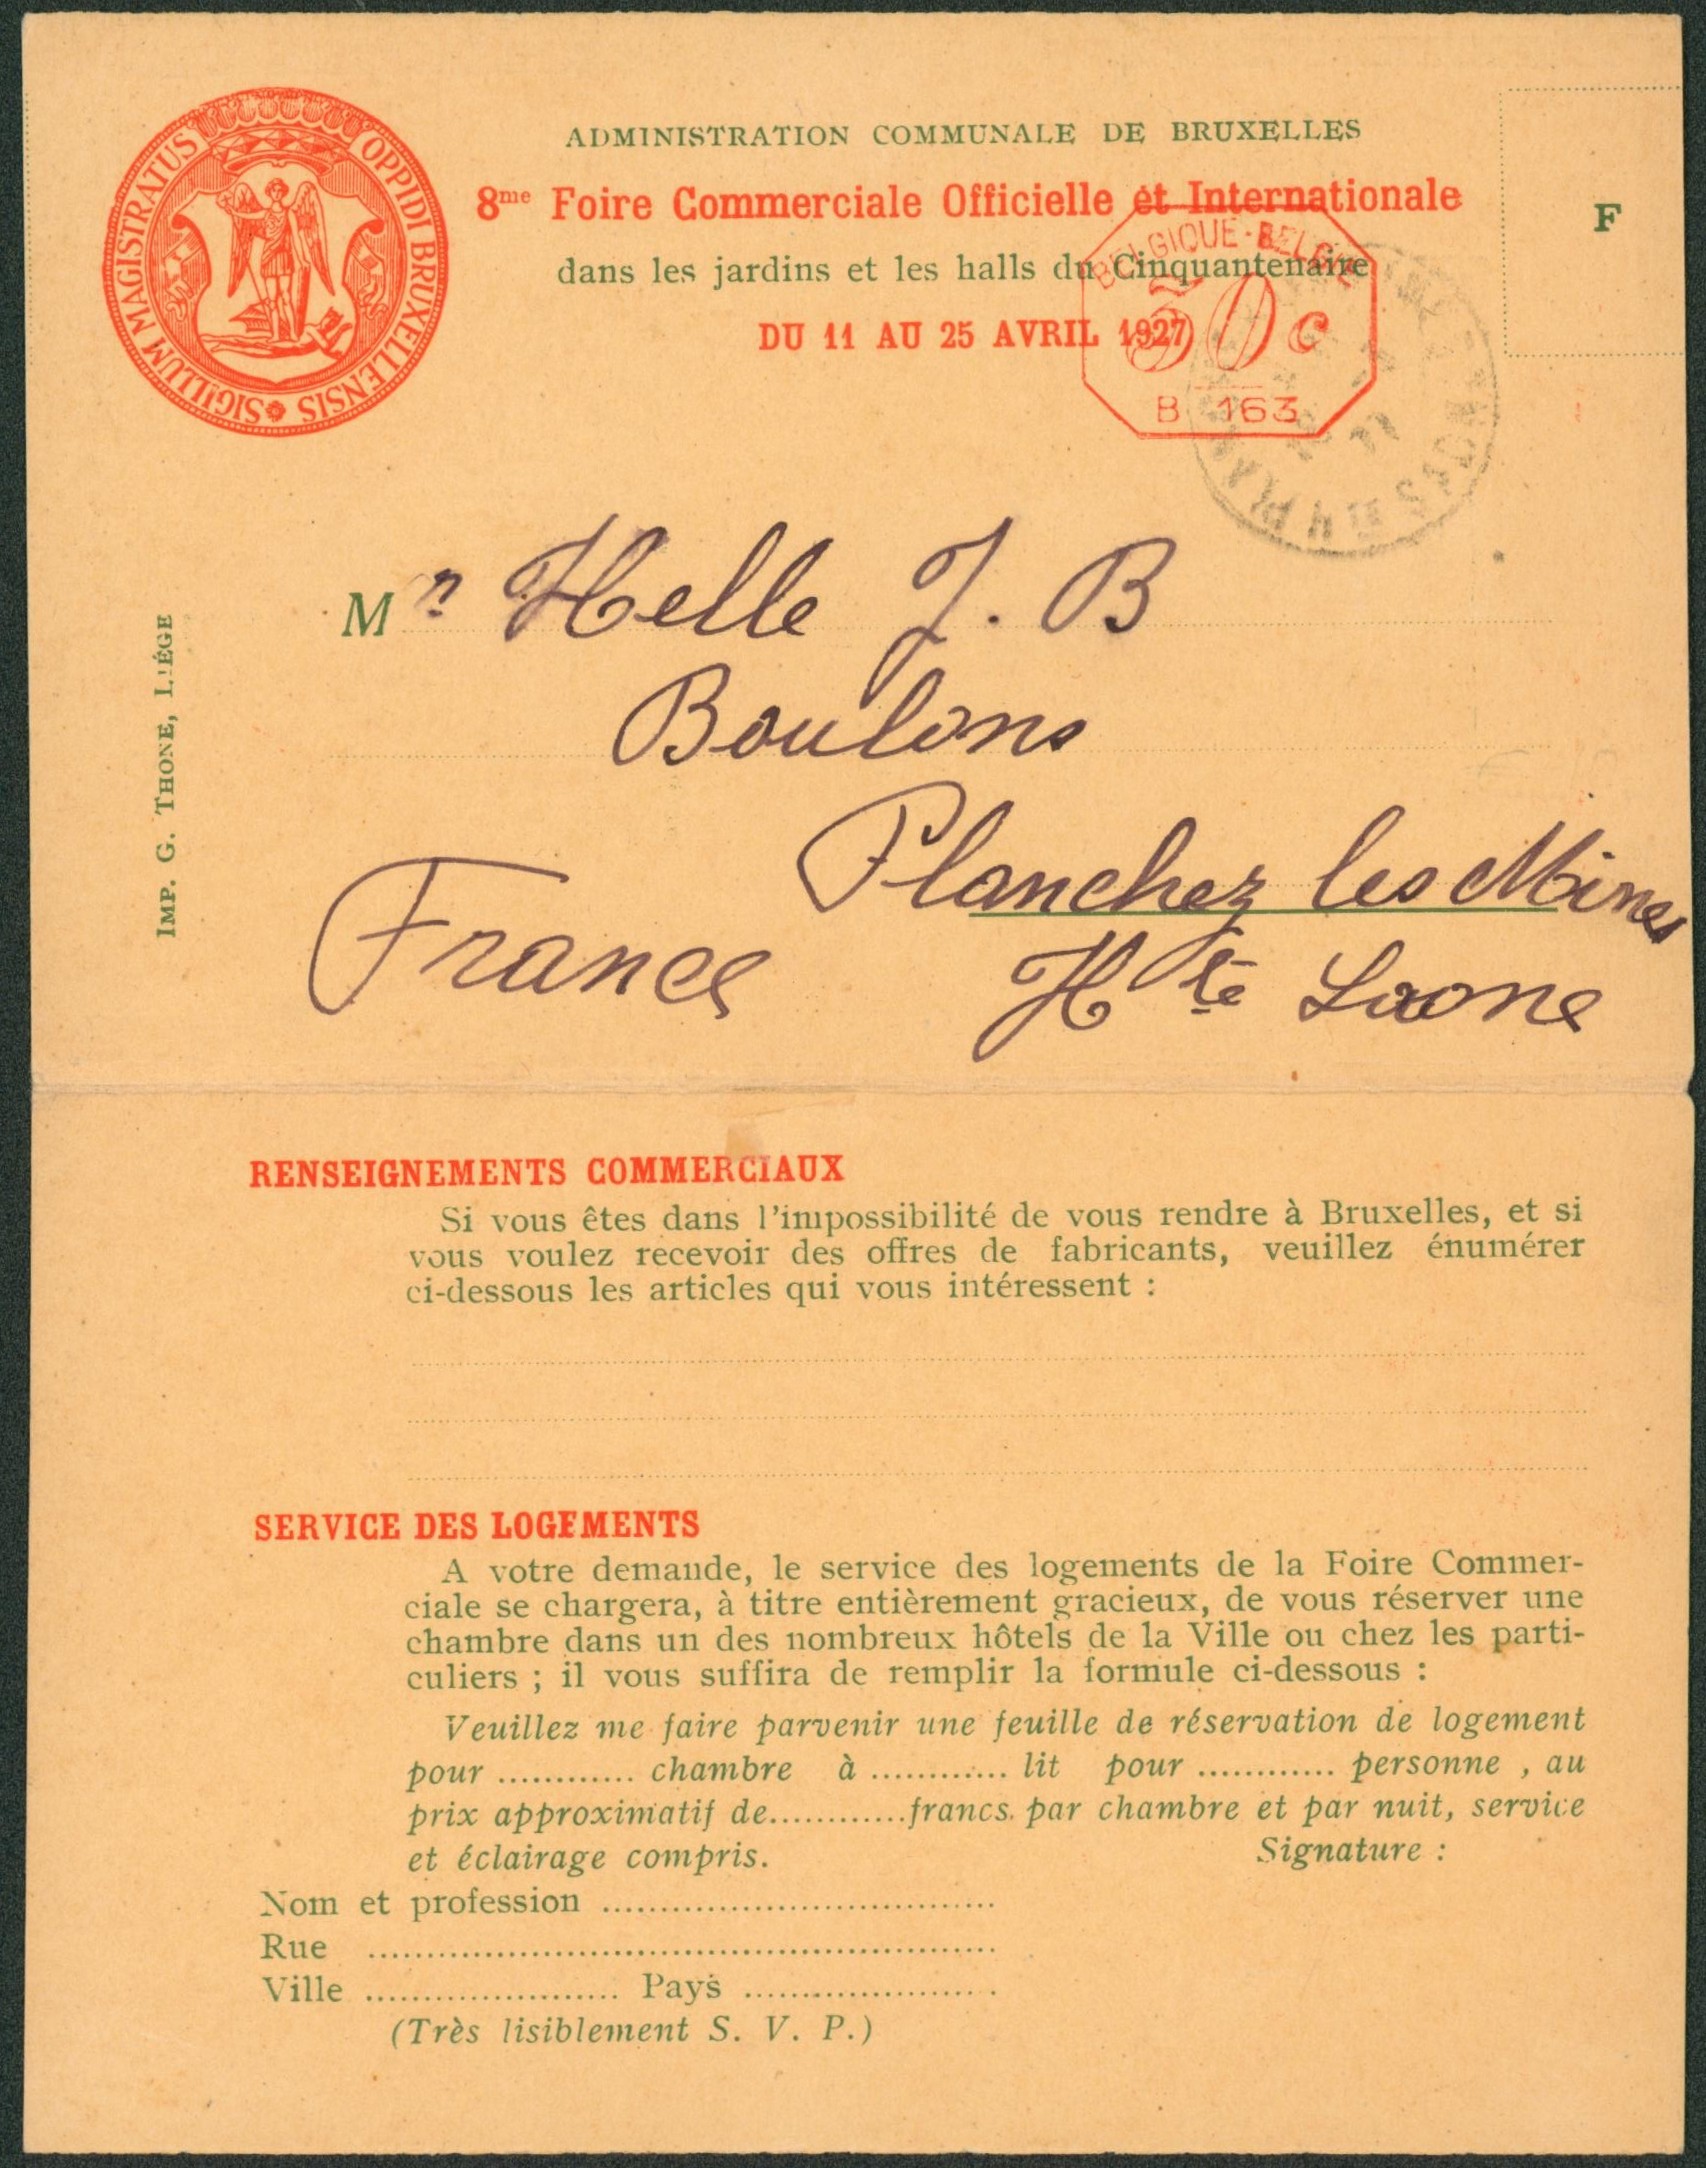 SIGILLUM MAGISTRATUS OPPIDI BRUXELLENSIS
ADMINISTRATION COMMUNALE DE BRUXELLES
8me Foire Commerciale Officielle et Internationale
dans les jardins et les halls du Cinquantenaire
DU 11 AU 25 AVRIL 1927
F
BELGIQUE-BELGIE
50 c
B 163
Mr Helle J. B
Boulons
Planchez les Mines
France
Hte Saone
IMP. G. THONE, LIÉGE
RENSEIGNEMENTS COMMERCIAUX
Si vous êtes dans l'impossibilité de vous rendre à Bruxelles, et si
vous voulez recevoir des offres de fabricants, veuillez énumérer
ci-dessous les articles qui vous intéressent :
SERVICE DES LOGEMENTS
A votre demande, le service des logements de la Foire Commer-
ciale se chargera, à titre entièrement gracieux, de vous réserver une
chambre dans un des nombreux hôtels de la Ville ou chez les parti-
culiers ; il vous suffira de remplir la formule ci-dessous :
Veuillez me faire parvenir une feuille de réservation de logement
pour ............ chambre à ............ lit pour ............ personne , au
prix approximatif de............francs par chambre et par nuit, service
et éclairage compris.
Signature :
Nom et profession ..................................
Rue ......................................................
Ville ...................... Pays ......................
(Très lisiblement S. V. P.)